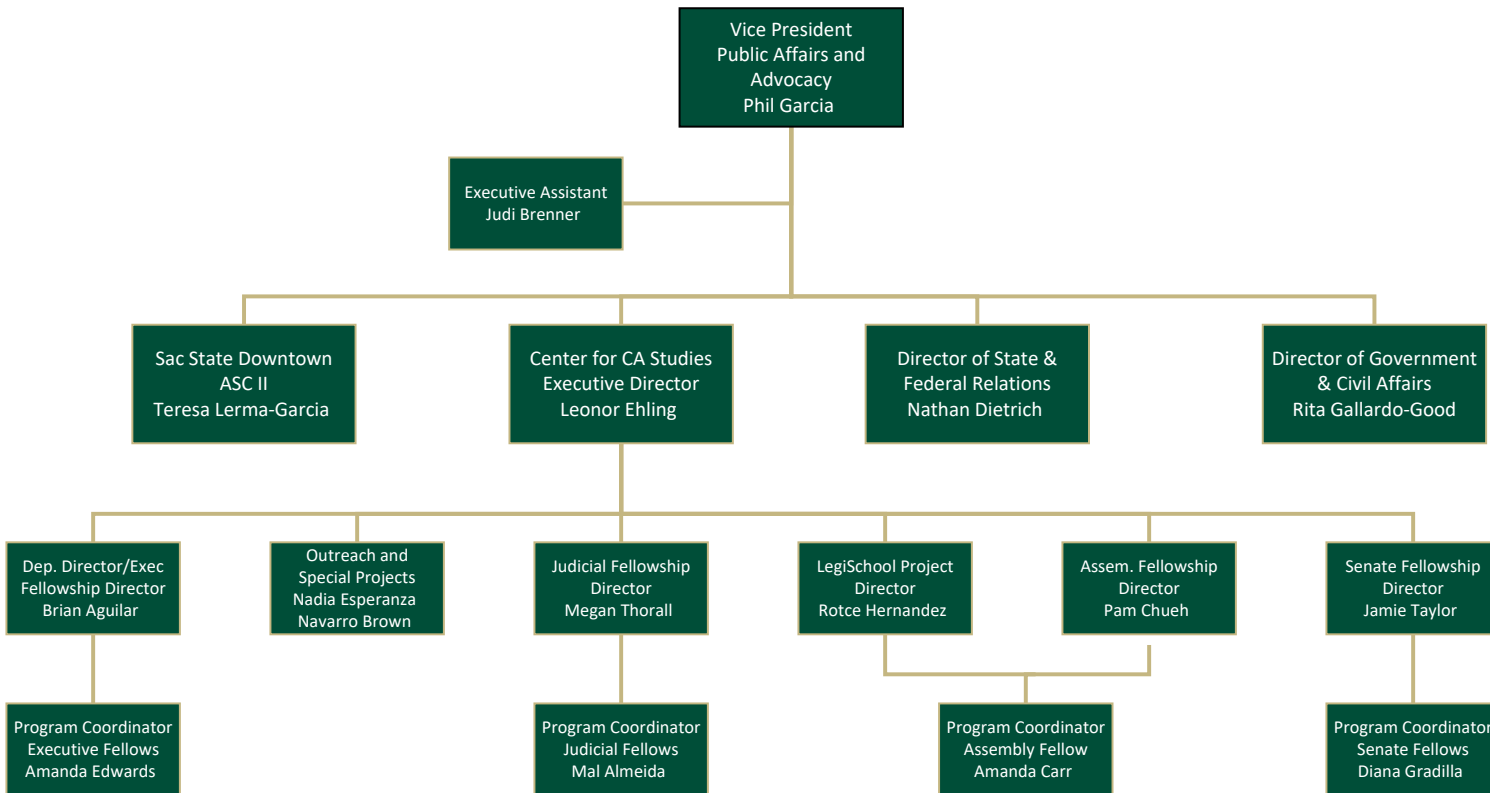 Vice President
Public Affairs and
Advocacy
Phil Garcia
Executive Assistant
Judi Brenner
Sac State Downtown
ASC II
Teresa Lerma-Garcia
Center for CA Studies
Executive Director
Leonor Ehling
Director of State &
Federal Relations
Nathan Dietrich
Director of Government
& Civil Affairs
Rita Gallardo-Good
Dep. Director/Exec
Fellowship Director
Brian Aguilar
Outreach and
Special Projects
Nadia Esperanza
Navarro Brown
Judicial Fellowship
Director
Megan Thorall
LegiSchool Project
Director
Rotce Hernandez
Assem. Fellowship
Director
Pam Chueh
Senate Fellowship
Director
Jamie Taylor
Program Coordinator
Executive Fellows
Amanda Edwards
Program Coordinator
Judicial Fellows
Mal Almeida
Program Coordinator
Assembly Fellow
Amanda Carr
Program Coordinator
Senate Fellows
Diana Gradilla